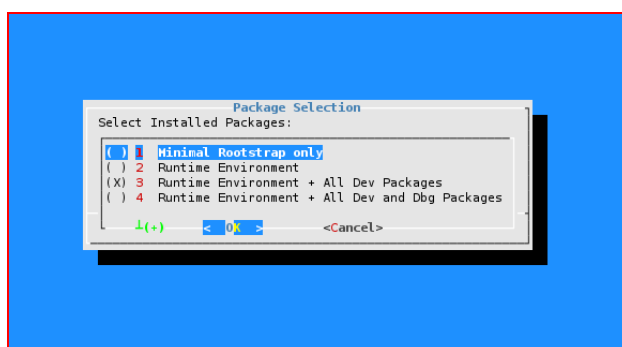 Package Selection
Select Installed Packages:
( ) 1 Minimal Rootstrap only
( ) 2 Runtime Environment
(X) 3 Runtime Environment + All Dev Packages
( ) 4 Runtime Environment + All Dev and Dbg Packages
┴(+) < OK > <Cancel>